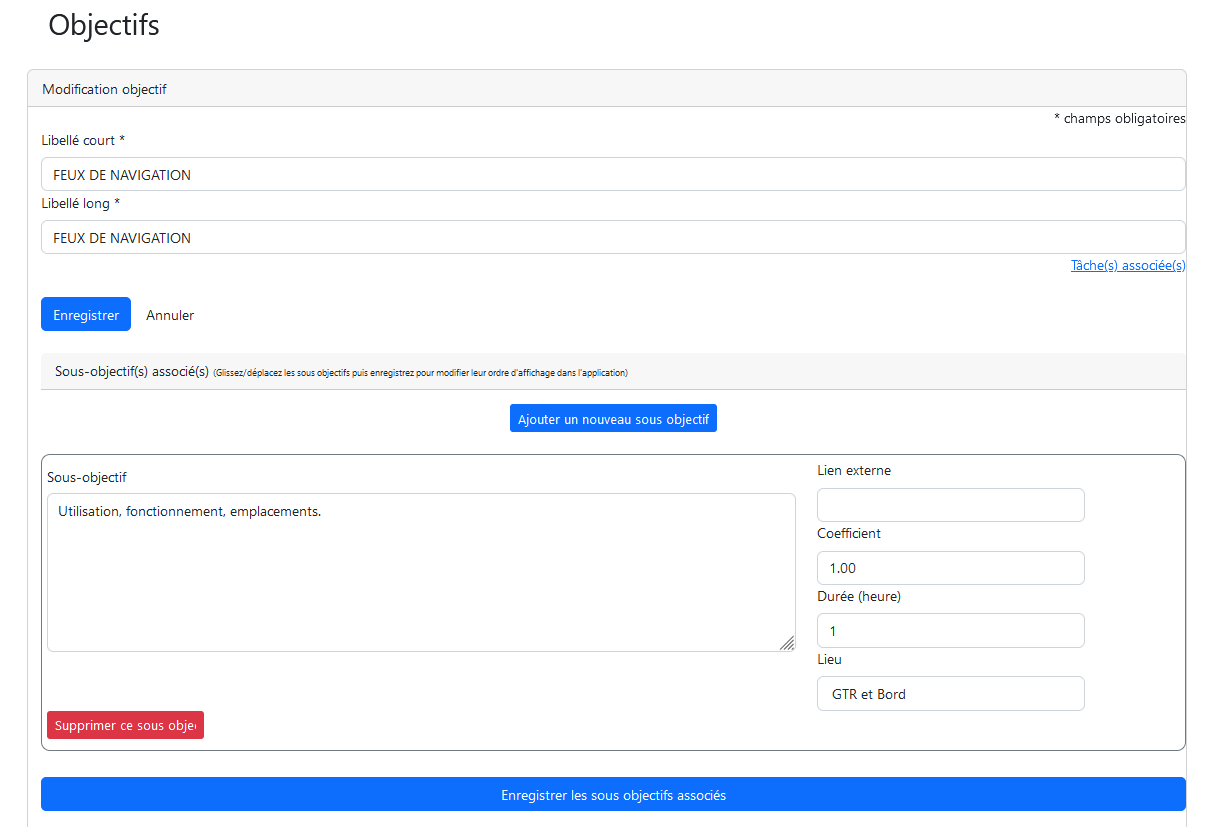 Objectifs
Modification objectif
* champs obligatoires
Libellé court *
FEUX DE NAVIGATION
Libellé long *
FEUX DE NAVIGATION
Tâche(s) associée(s)
Enregistrer Annuler
Sous-objectif(s) associé(s) (Glissez/déplacez les sous objectifs puis enregistrez pour modifier leur ordre d'affichage dans l'application)
Ajouter un nouveau sous objectif
Sous-objectif
Utilisation, fonctionnement, emplacements.
Lien externe
Coefficient
1.00
Durée (heure)
1
Lieu
GTR et Bord
Supprimer ce sous objec
Enregistrer les sous objectifs associés